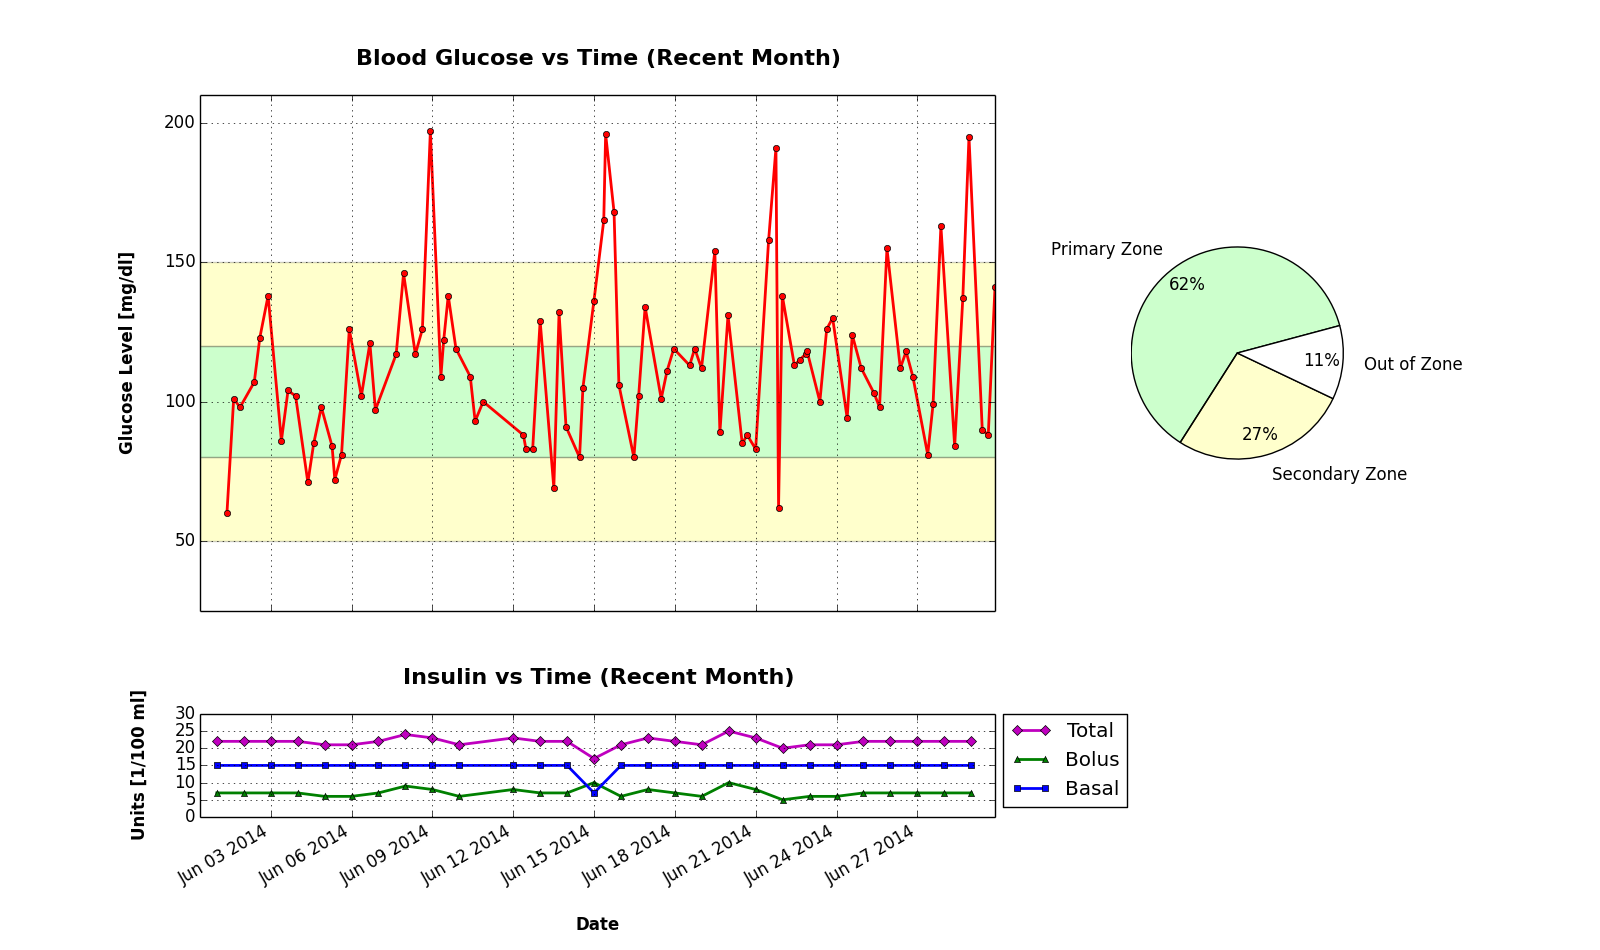 Blood Glucose vs Time (Recent Month)
Glucose Level [mg/dl]
200
150
100
50
Primary Zone
62%
11%
Out of Zone
27%
Secondary Zone
Insulin vs Time (Recent Month)
Units [1/100 ml]
30
25
20
15
10
5
0
Total
Bolus
Basal
Jun 03 2014
Jun 06 2014
Jun 09 2014
Jun 12 2014
Jun 15 2014
Jun 18 2014
Jun 21 2014
Jun 24 2014
Jun 27 2014
Date